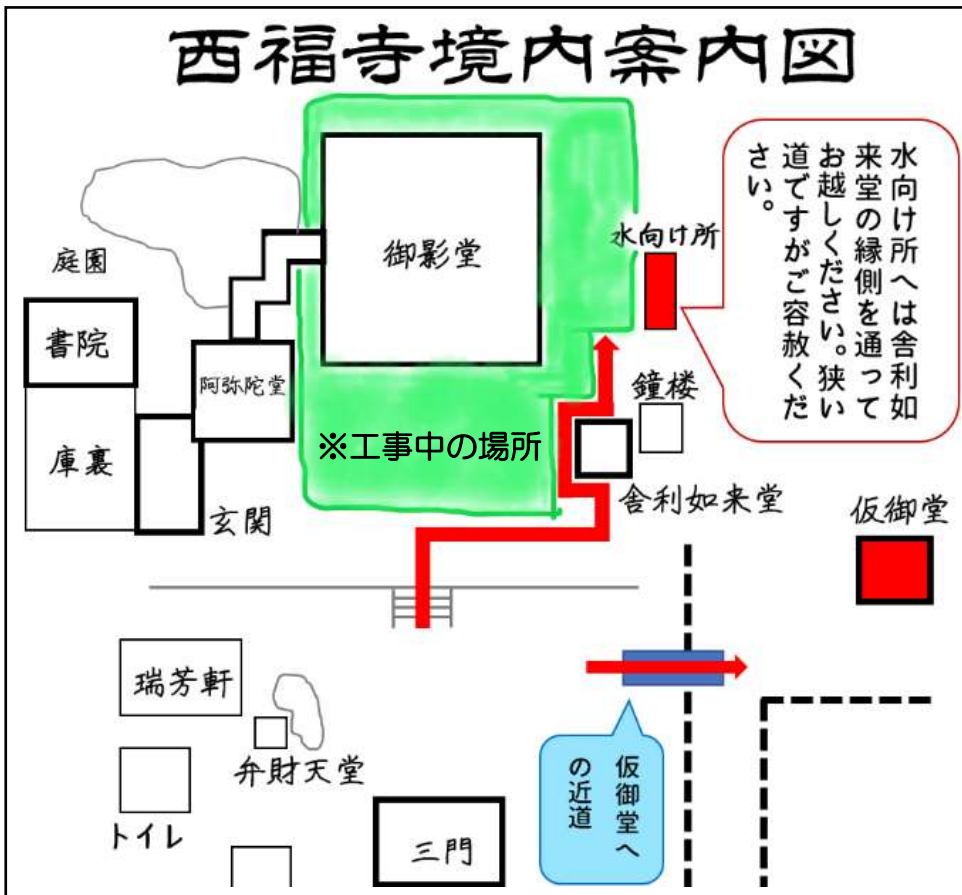 西福寺境内案内図
水向け所へは舎利如
来堂の縁側を通って
お越しください。狭い
道ですがご容赦くだ
さい。
御影堂
水向け所
庭園
書院
阿弥陀堂
鐘楼
※工事中の場所
庫裏
玄関
舎利如来堂
仮御堂
瑞芳軒
弁財天堂
仮御堂へ
の近道
トイレ
三門